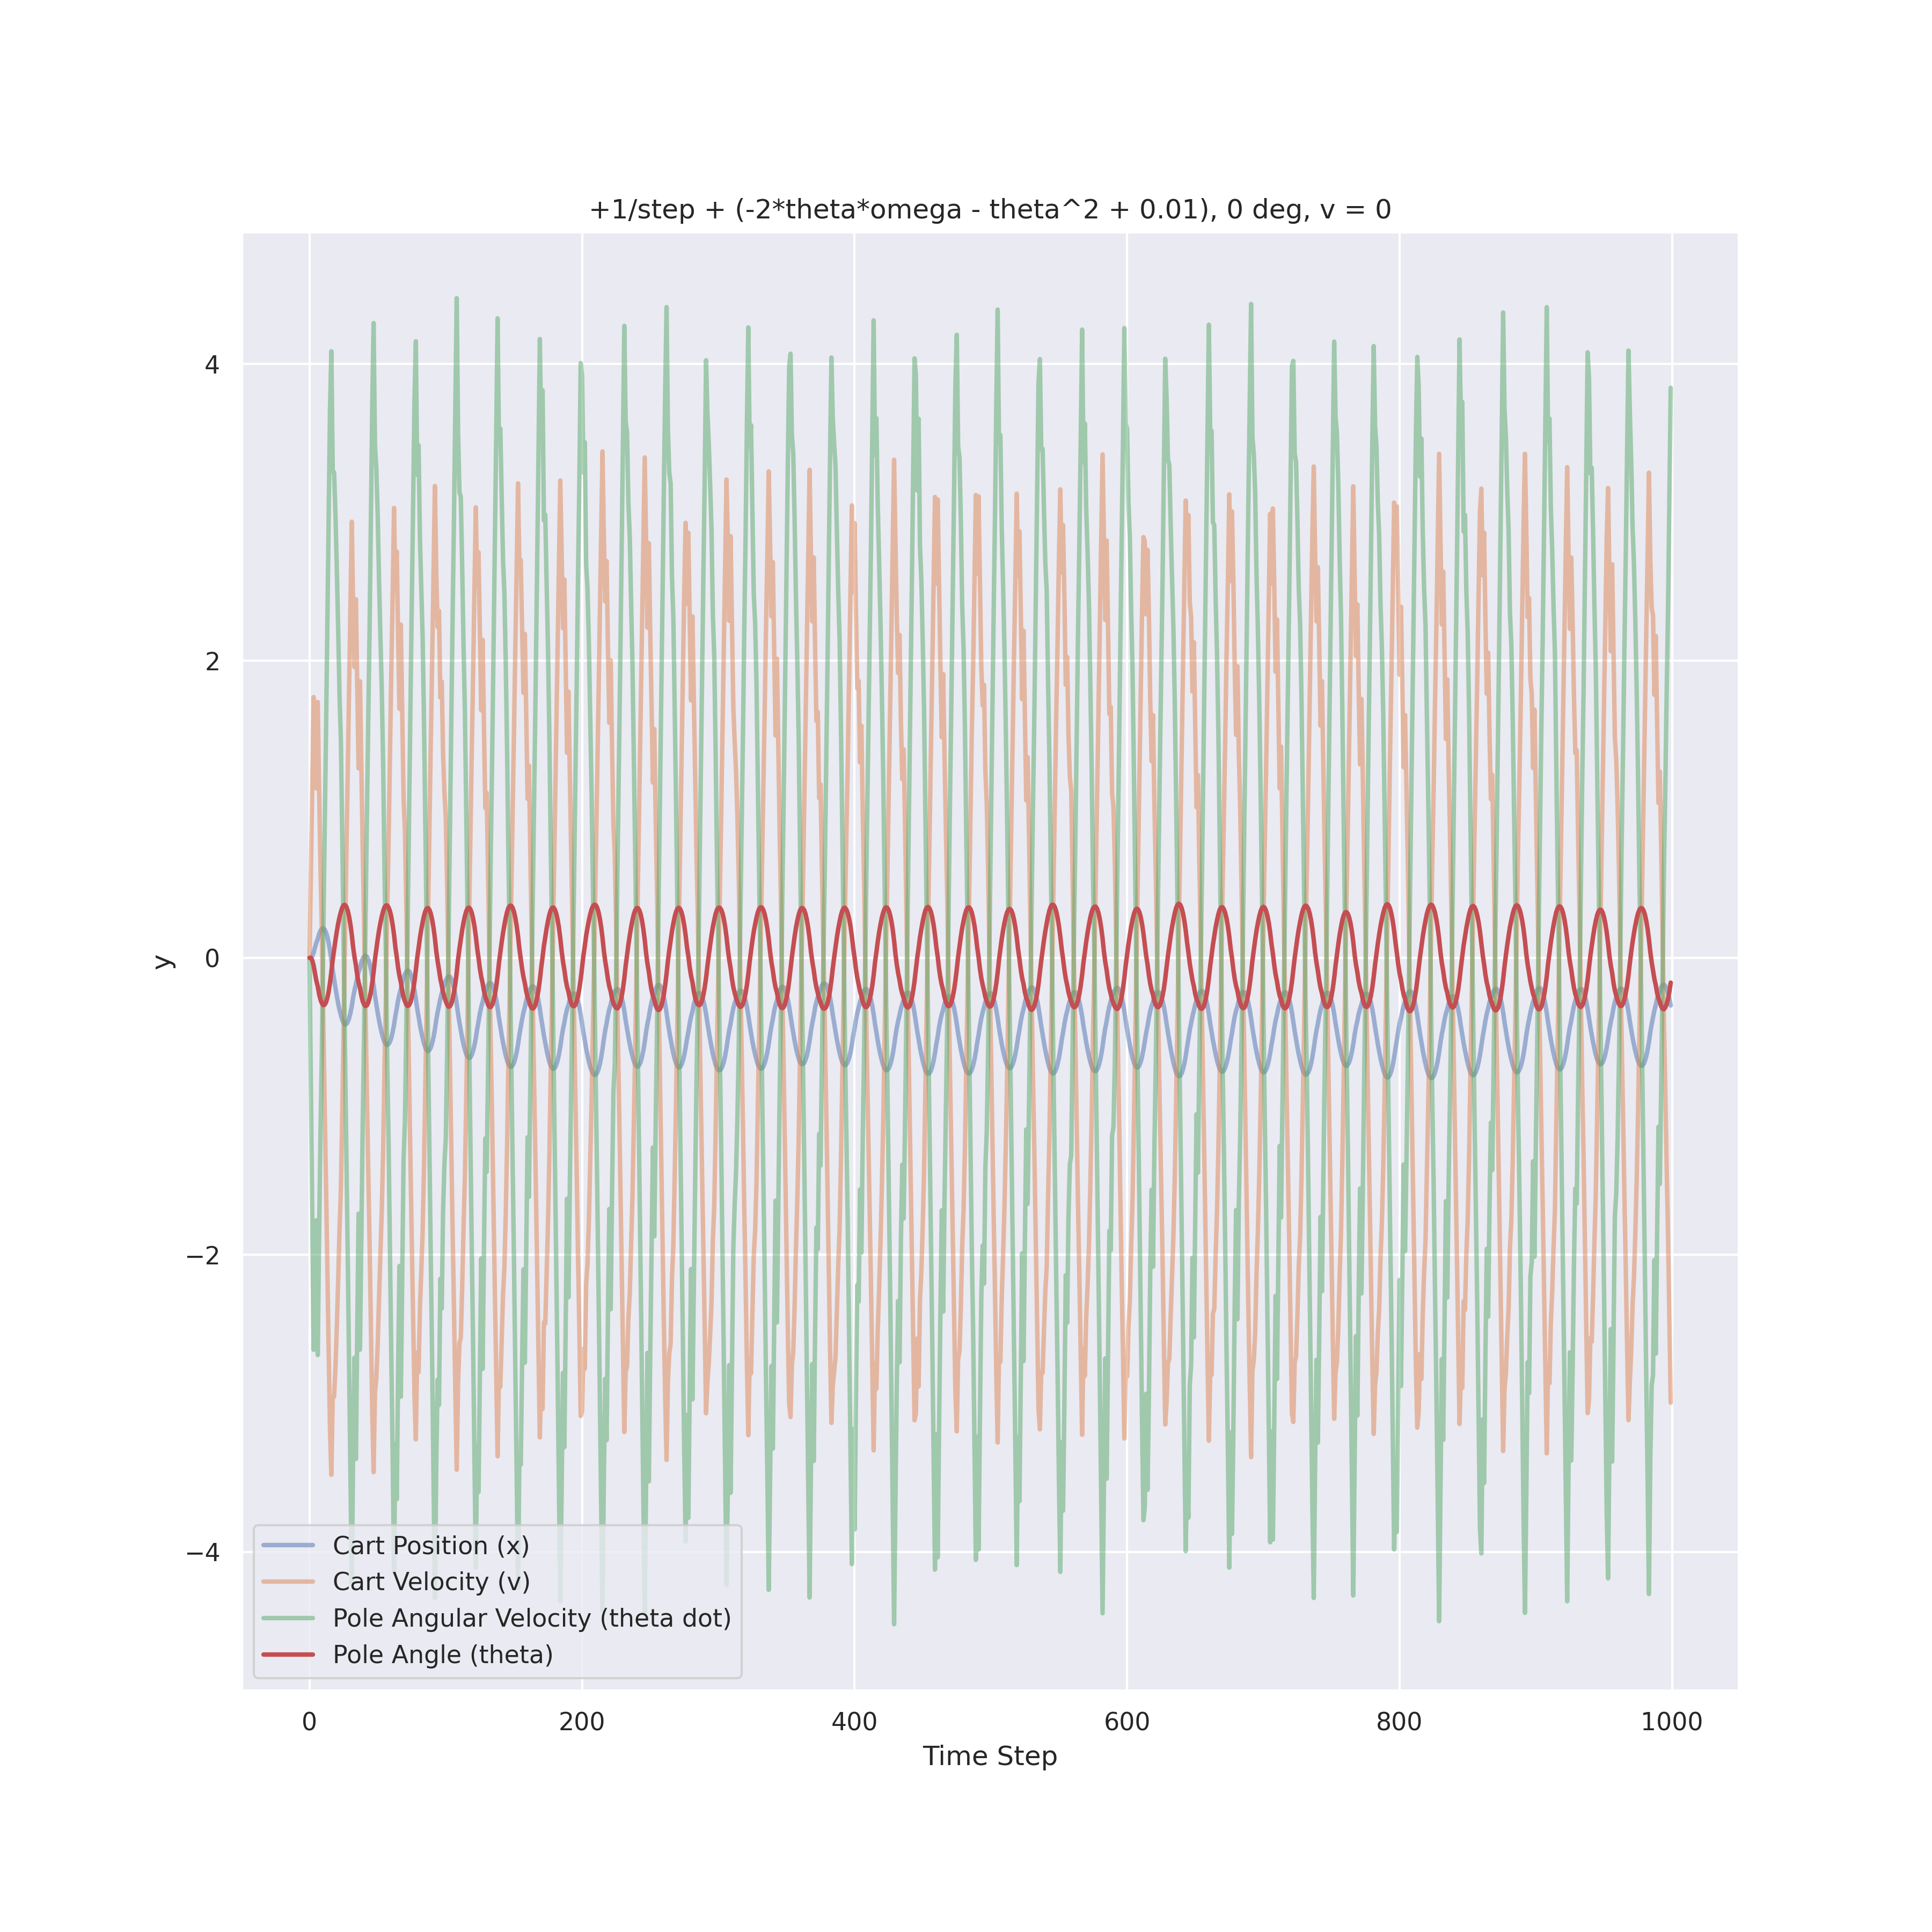 +1/step + (-2*theta*omega - theta^2 + 0.01), 0 deg, v = 0
y
4
2
0
−2
−4
Cart Position (x)
Cart Velocity (v)
Pole Angular Velocity (theta dot)
Pole Angle (theta)
0 200 400 600 800 1000
Time Step